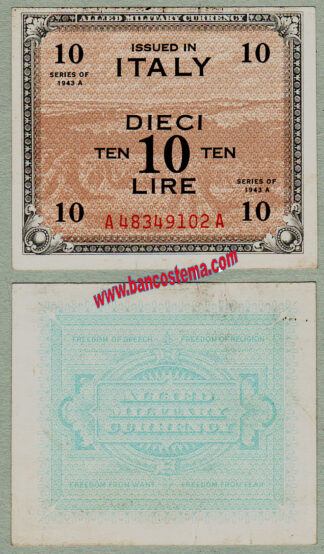 ALLIED MILITARY CURRENCY
10 ISSUED IN 10
ITALY
SERIES OF
1943 A
DIECI
TEN 10 TEN
LIRE
SERIES OF
1943 A
10 10
A48349102A
www.bancostema.com
FREEDOM OF SPEECH FREEDOM OF RELIGION
ALLIED
MILITARY
CURRENCY
FREEDOM FROM WANT FREEDOM FROM FEAR